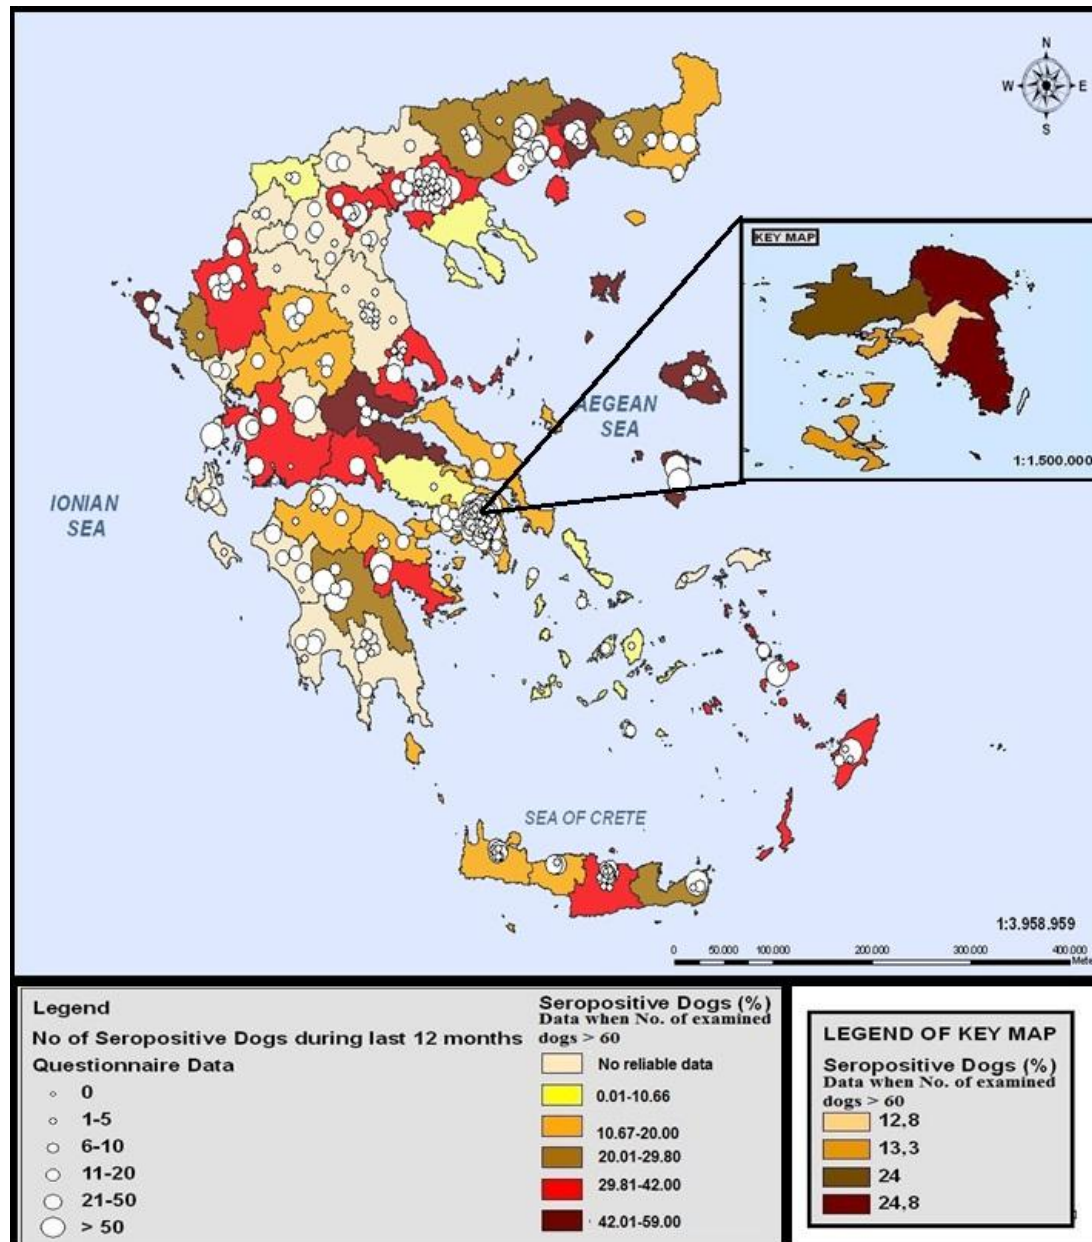 N
W
E
S
KEY MAP
1:1.500.000
AEGEAN
SEA
IONIAN
SEA
SEA OF CRETE
1:3.958.959
0 50.000 100.000 200.000 300.000 400.000
Legend
No of Seropositive Dogs during last 12 months
Questionnaire Data
0
1-5
6-10
11-20
21-50
> 50
Seropositive Dogs (%)
Data when No. of examined
dogs > 60
No reliable data
0.01-10.66
10.67-20.00
20.01-29.80
29.81-42.00
42.01-59.00
LEGEND OF KEY MAP
Seropositive Dogs (%)
Data when No. of examined
dogs > 60
12,8
13,3
24
24,8